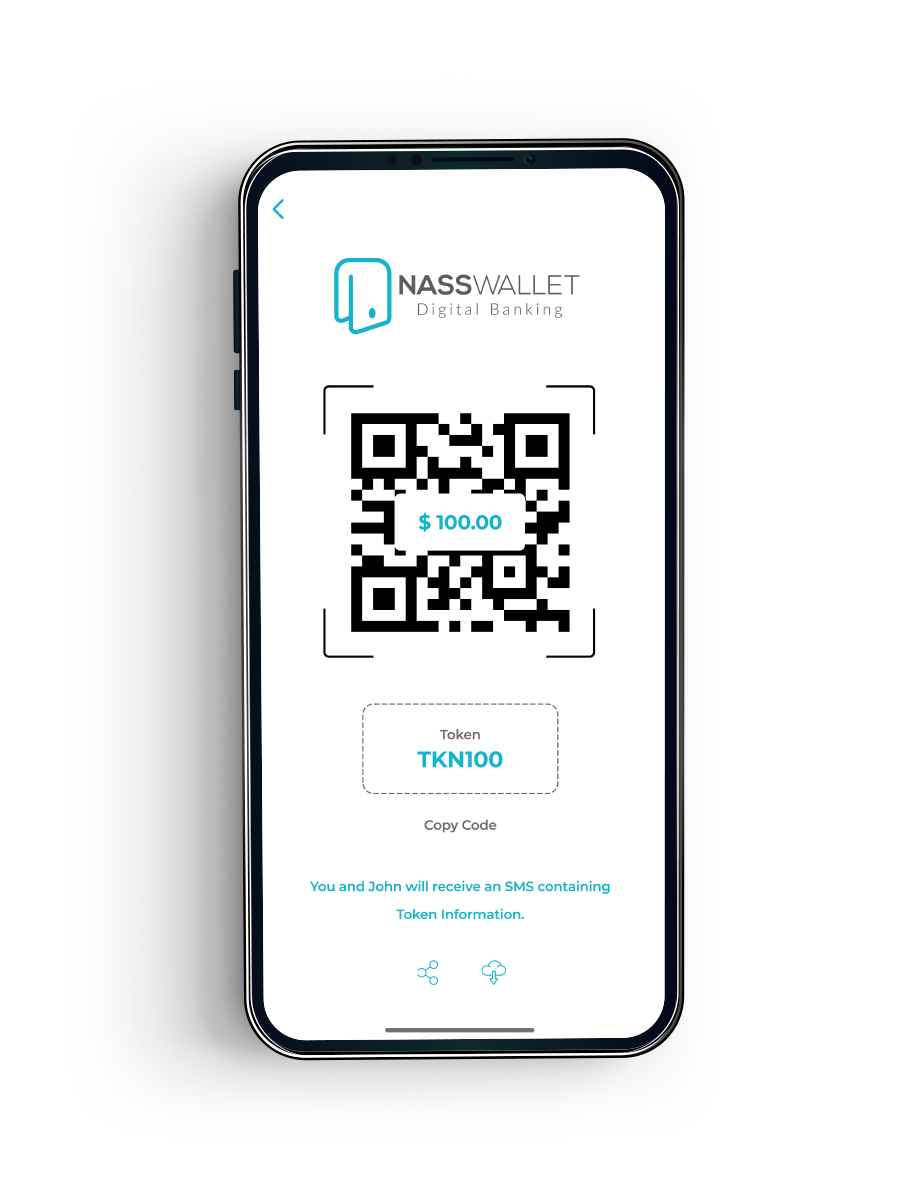 NASSWALLET
Digital Banking
$ 100.00
Token
TKN100
Copy Code
You and John will receive an SMS containing
Token Information.